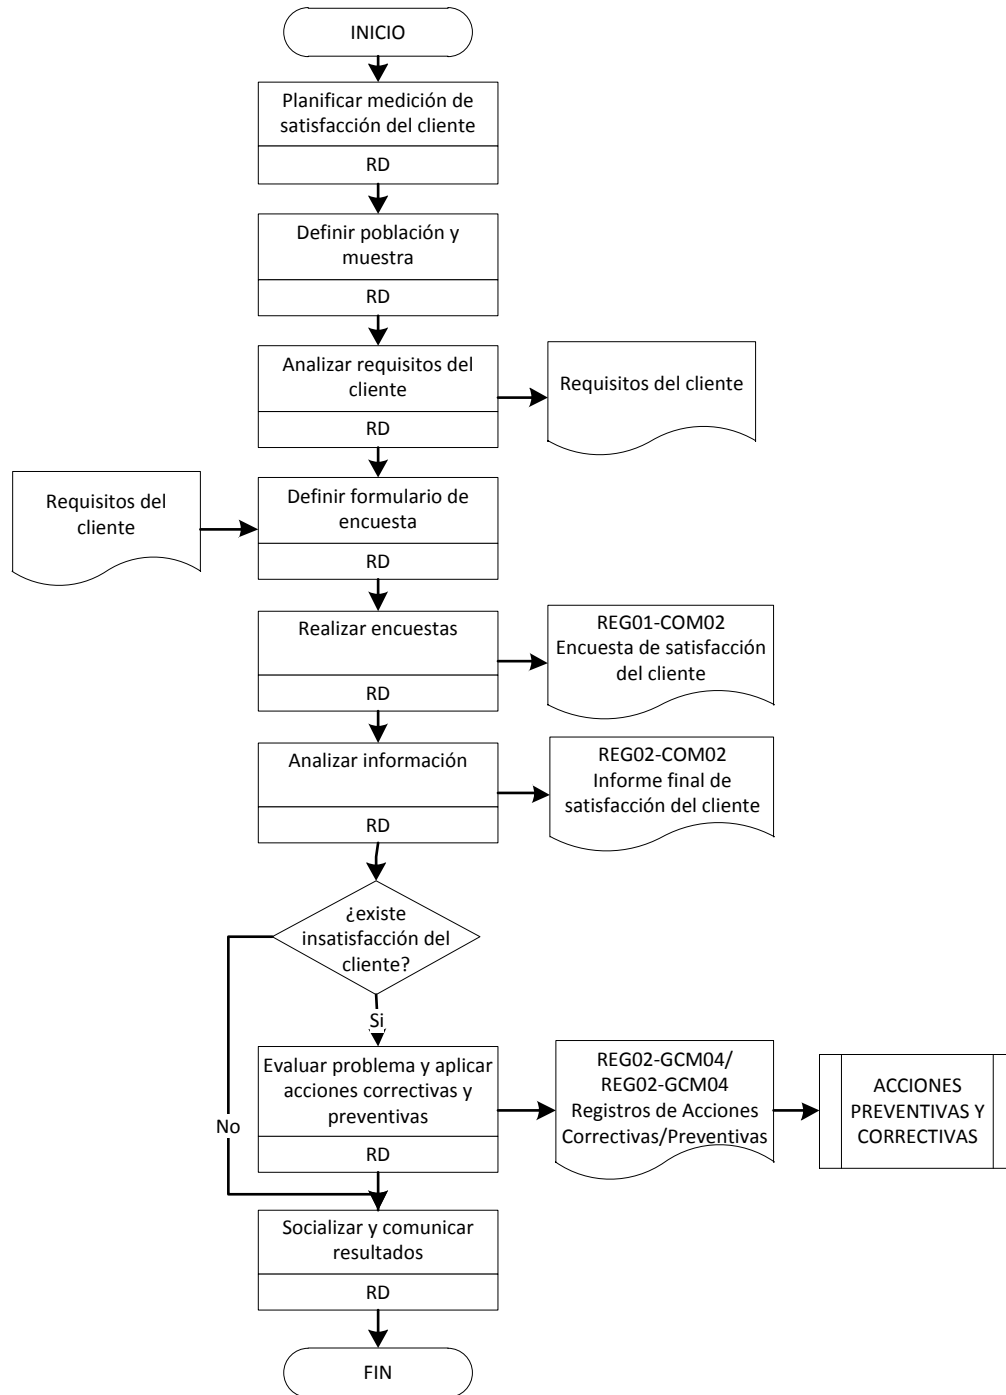 INICIO
Planificar medición de
satisfacción del cliente
RD
Definir población y
muestra
RD
Analizar requisitos del
cliente
RD
Requisitos del cliente
Requisitos del
cliente
Definir formulario de
encuesta
RD
Realizar encuestas
RD
REG01-COM02
Encuesta de satisfacción
del cliente
Analizar información
RD
REG02-COM02
Informe final de
satisfacción del cliente
¿existe
insatisfacción del
cliente?
Si
No
Evaluar problema y aplicar
acciones correctivas y
preventivas
RD
REG02-GCM04/
REG02-GCM04
Registros de Acciones
Correctivas/Preventivas
ACCIONES
PREVENTIVAS Y
CORRECTIVAS
Socializar y comunicar
resultados
RD
FIN